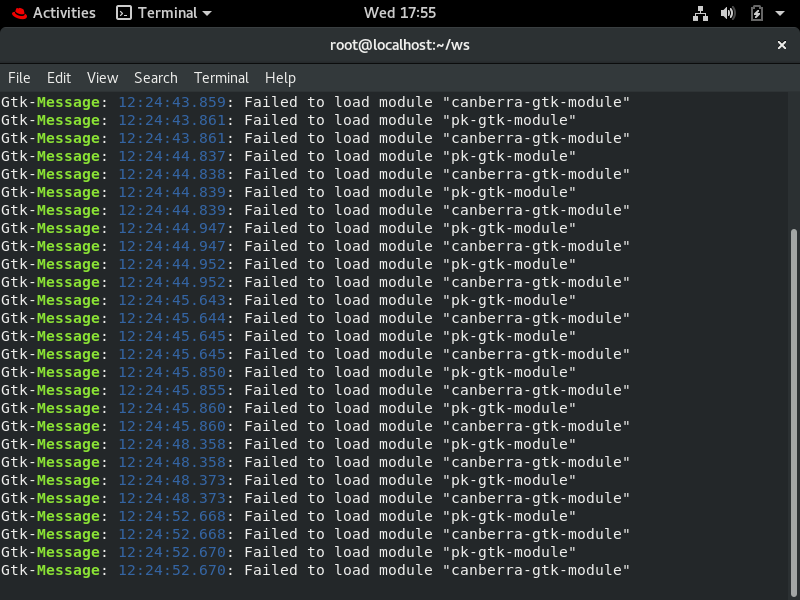 Activities Terminal Wed 17:55
root@localhost:~/ws
File Edit View Search Terminal Help
Gtk-Message: 12:24:43.859: Failed to load module "canberra-gtk-module"
Gtk-Message: 12:24:43.861: Failed to load module "pk-gtk-module"
Gtk-Message: 12:24:43.861: Failed to load module "canberra-gtk-module"
Gtk-Message: 12:24:44.837: Failed to load module "pk-gtk-module"
Gtk-Message: 12:24:44.838: Failed to load module "canberra-gtk-module"
Gtk-Message: 12:24:44.839: Failed to load module "pk-gtk-module"
Gtk-Message: 12:24:44.839: Failed to load module "canberra-gtk-module"
Gtk-Message: 12:24:44.947: Failed to load module "pk-gtk-module"
Gtk-Message: 12:24:44.947: Failed to load module "canberra-gtk-module"
Gtk-Message: 12:24:44.952: Failed to load module "pk-gtk-module"
Gtk-Message: 12:24:44.952: Failed to load module "canberra-gtk-module"
Gtk-Message: 12:24:45.643: Failed to load module "pk-gtk-module"
Gtk-Message: 12:24:45.644: Failed to load module "canberra-gtk-module"
Gtk-Message: 12:24:45.645: Failed to load module "pk-gtk-module"
Gtk-Message: 12:24:45.645: Failed to load module "canberra-gtk-module"
Gtk-Message: 12:24:45.850: Failed to load module "pk-gtk-module"
Gtk-Message: 12:24:45.855: Failed to load module "canberra-gtk-module"
Gtk-Message: 12:24:45.860: Failed to load module "pk-gtk-module"
Gtk-Message: 12:24:45.860: Failed to load module "canberra-gtk-module"
Gtk-Message: 12:24:48.358: Failed to load module "pk-gtk-module"
Gtk-Message: 12:24:48.358: Failed to load module "canberra-gtk-module"
Gtk-Message: 12:24:48.373: Failed to load module "pk-gtk-module"
Gtk-Message: 12:24:48.373: Failed to load module "canberra-gtk-module"
Gtk-Message: 12:24:52.668: Failed to load module "pk-gtk-module"
Gtk-Message: 12:24:52.668: Failed to load module "canberra-gtk-module"
Gtk-Message: 12:24:52.670: Failed to load module "pk-gtk-module"
Gtk-Message: 12:24:52.670: Failed to load module "canberra-gtk-module"